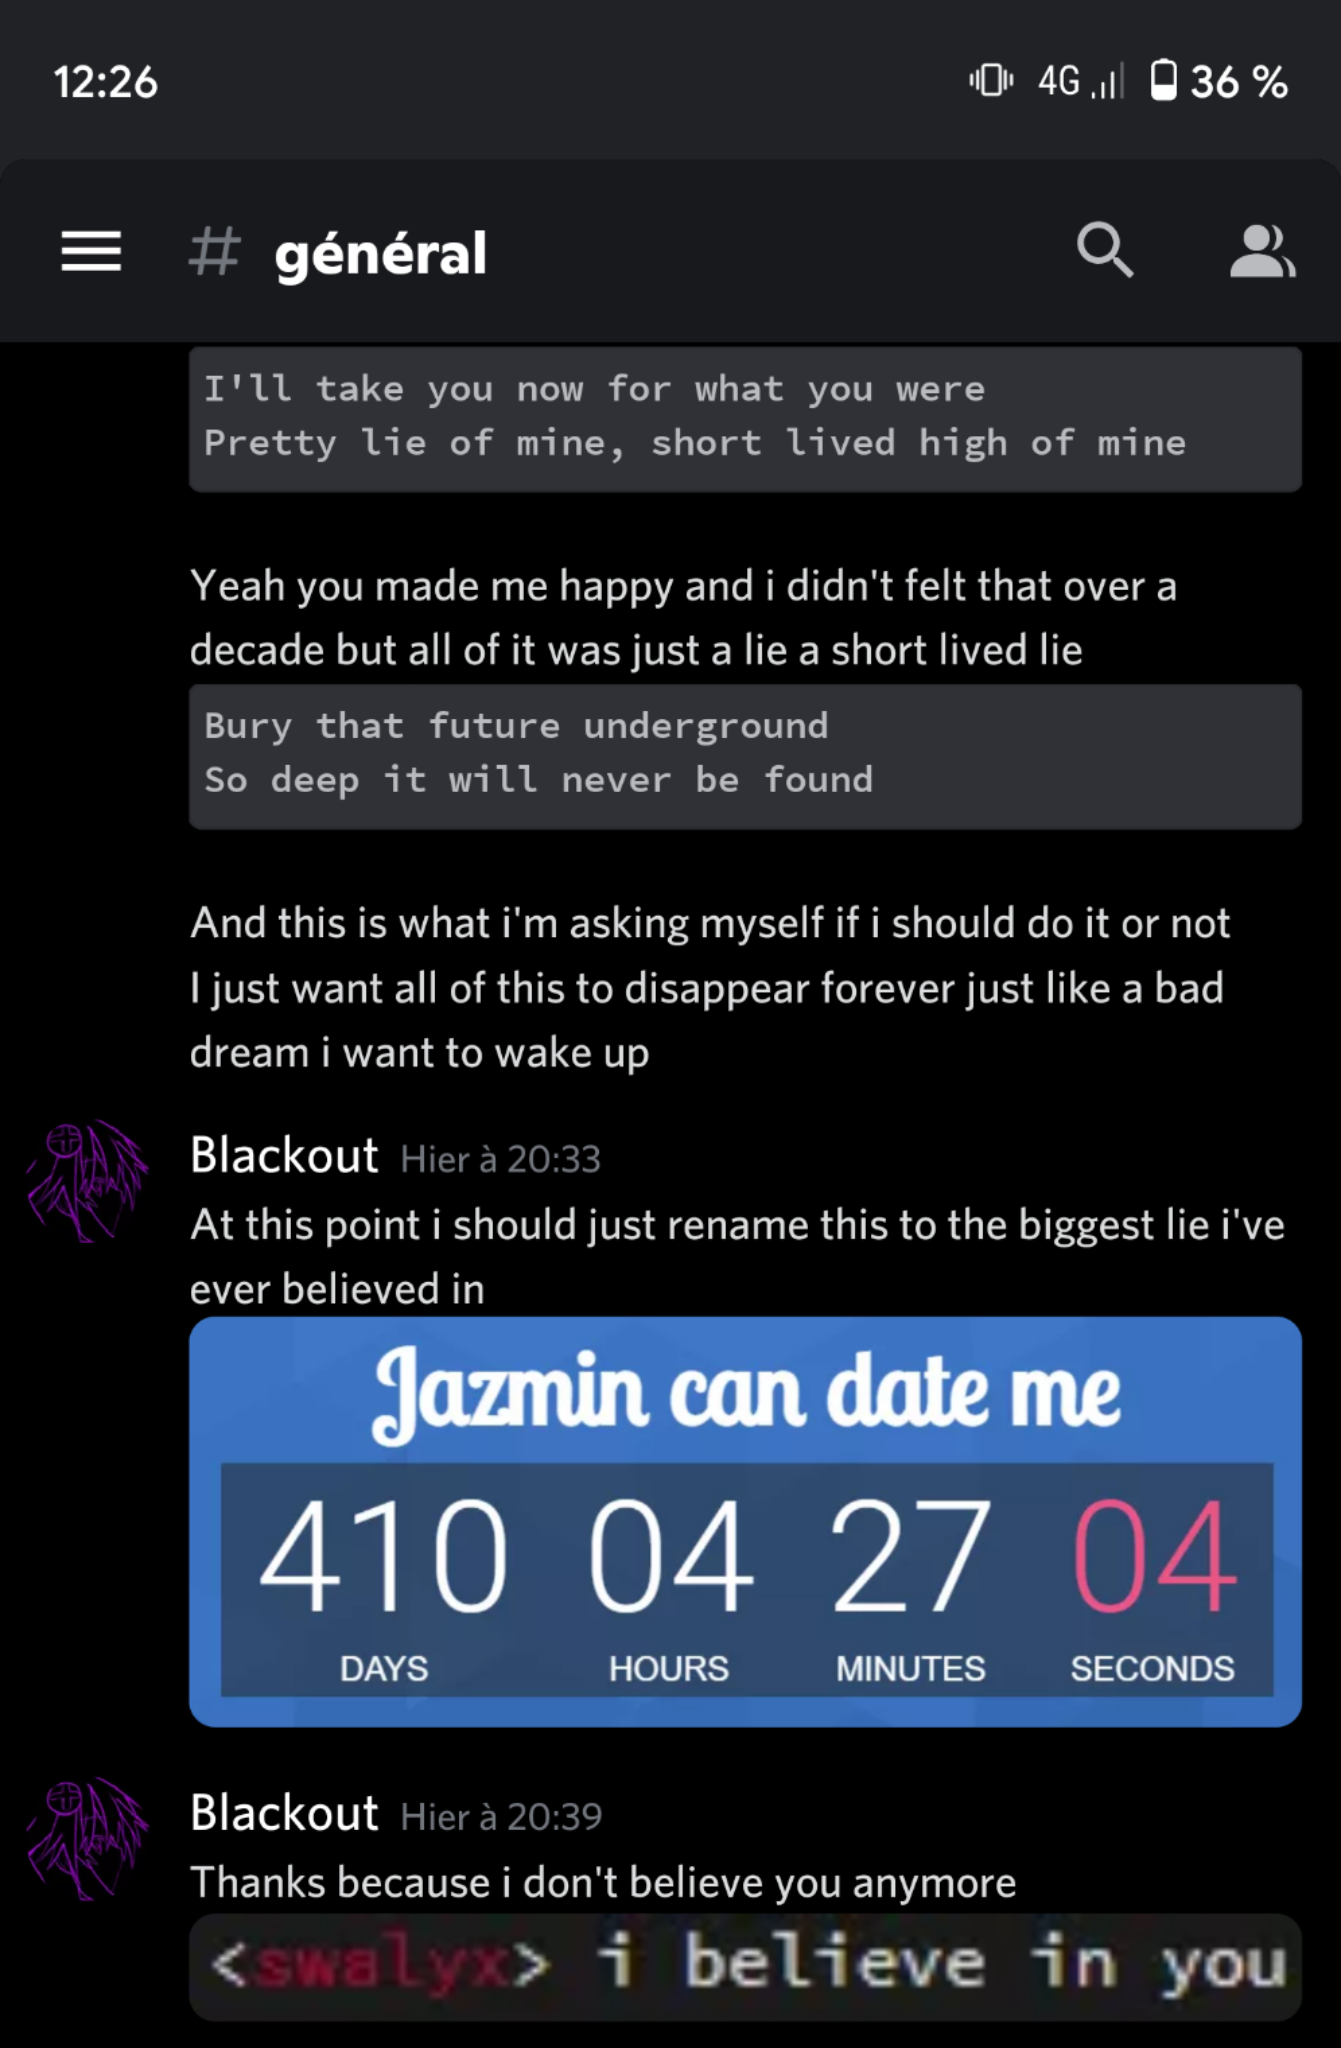 12:26
4G
36 %
# général
I'll take you now for what you were
Pretty lie of mine, short lived high of mine
Yeah you made me happy and i didn't felt that over a
decade but all of it was just a lie a short lived lie
Bury that future underground
So deep it will never be found
And this is what i'm asking myself if i should do it or not
I just want all of this to disappear forever just like a bad
dream i want to wake up
Blackout Hier à 20:33
At this point i should just rename this to the biggest lie i've
ever believed in
Jazmin can date me
410 04 27 04
DAYS HOURS MINUTES SECONDS
Blackout Hier à 20:39
Thanks because i don't believe you anymore
<swalyx> i believe in you